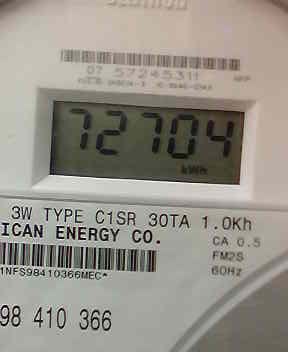 07 57245311
72704
kWh
3W TYPE C1SR 30TA 1.0Kh
ICAN ENERGY CO.
CA 0.5
FM2S
60Hz
1NFS98410366MEC*
98 410 366